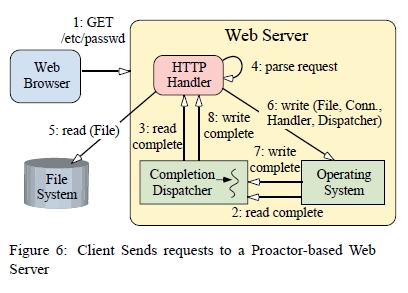 1: GET
/etc/passwd
Web Server
Web
Browser
HTTP
Handler
4: parse request
5: read (File)
3: read
complete
8: write
complete
6: write (File, Conn.,
Handler, Dispatcher)
7: write
complete
File
System
Completion
Dispatcher
Operating
System
2: read complete
Figure 6: Client Sends requests to a Proactor-based Web
Server